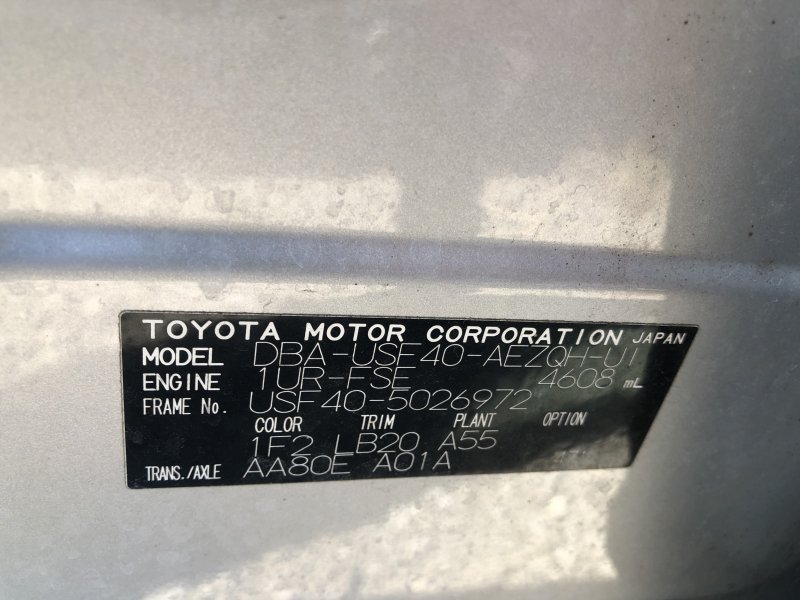 TOYOTA MOTOR CORPORATION JAPAN
MODEL DBA-USF40-AEZQH-U1
ENGINE 1UR-FSE 4608 mL
FRAME No. USF40-5026972
COLOR TRIM PLANT OPTION
1F2 LB20 A55
TRANS./AXLE AA80E A01A